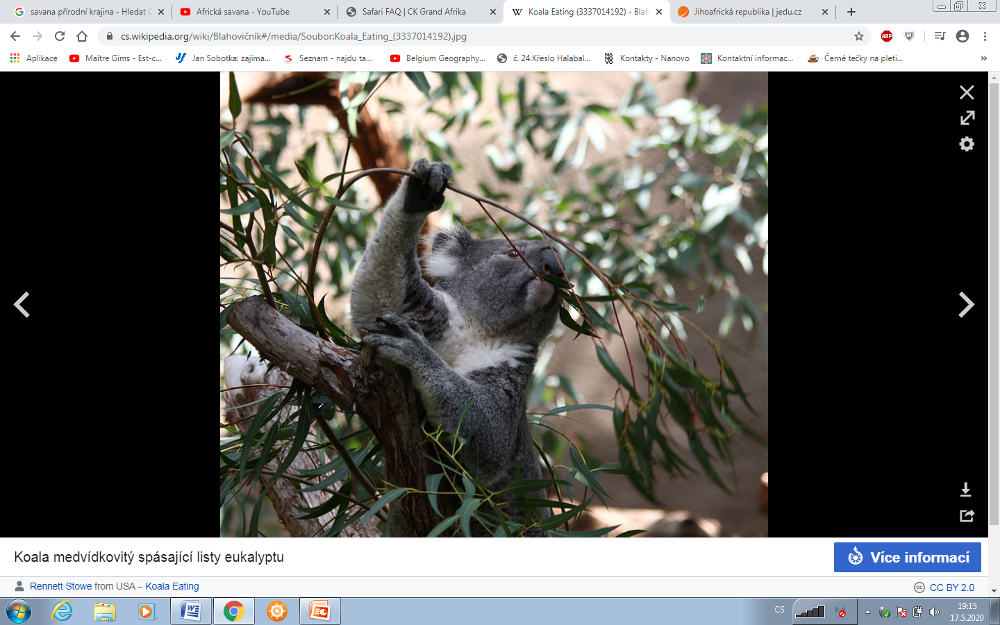 savana přírodní krajina - Hledat G
Africká savana - YouTube
Safari FAQ | CK Grand Afrika
Koala Eating (3337014192) - Blah
Jihoafrická republika | jedu.cz
cs.wikipedia.org/wiki/Blahovičník#/media/Soubor:Koala_Eating_(3337014192).jpg
ABP
Aplikace
Maître Gims - Est-c...
Jan Sobotka: zajíma...
Seznam - najdu ta...
Belgium Geography...
č. 24.Křeslo Halabal...
Kontakty - Nanovo
Kontaktní informac...
Černé tečky na pleti...
Koala medvídkovitý spásající listy eukalyptu
Více informací
Rennett Stowe from USA – Koala Eating
CC BY 2.0
CS
19:15
17.5.2020